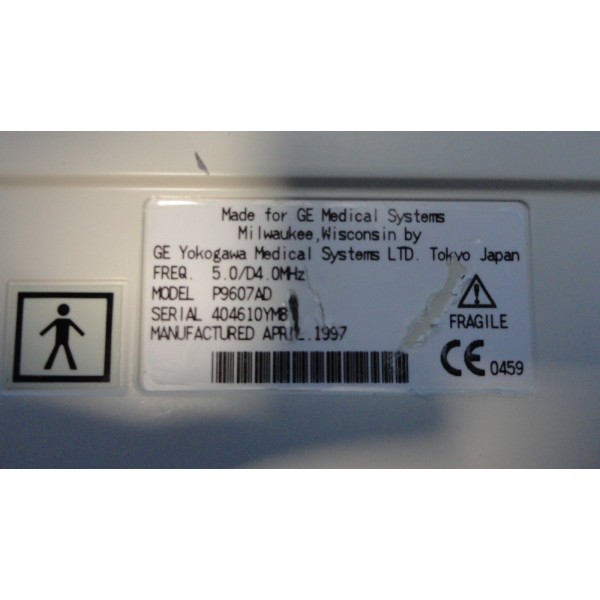 Made for GE Medical Systems
Milwaukee,Wisconsin by
GE Yokogawa Medical Systems LTD. Tokyo Japan
FREQ. 5.0/D4.0MHz
MODEL P9607AD
SERIAL 404610YM8
MANUFACTURED APRIL.1997
FRAGILE
CE 0459